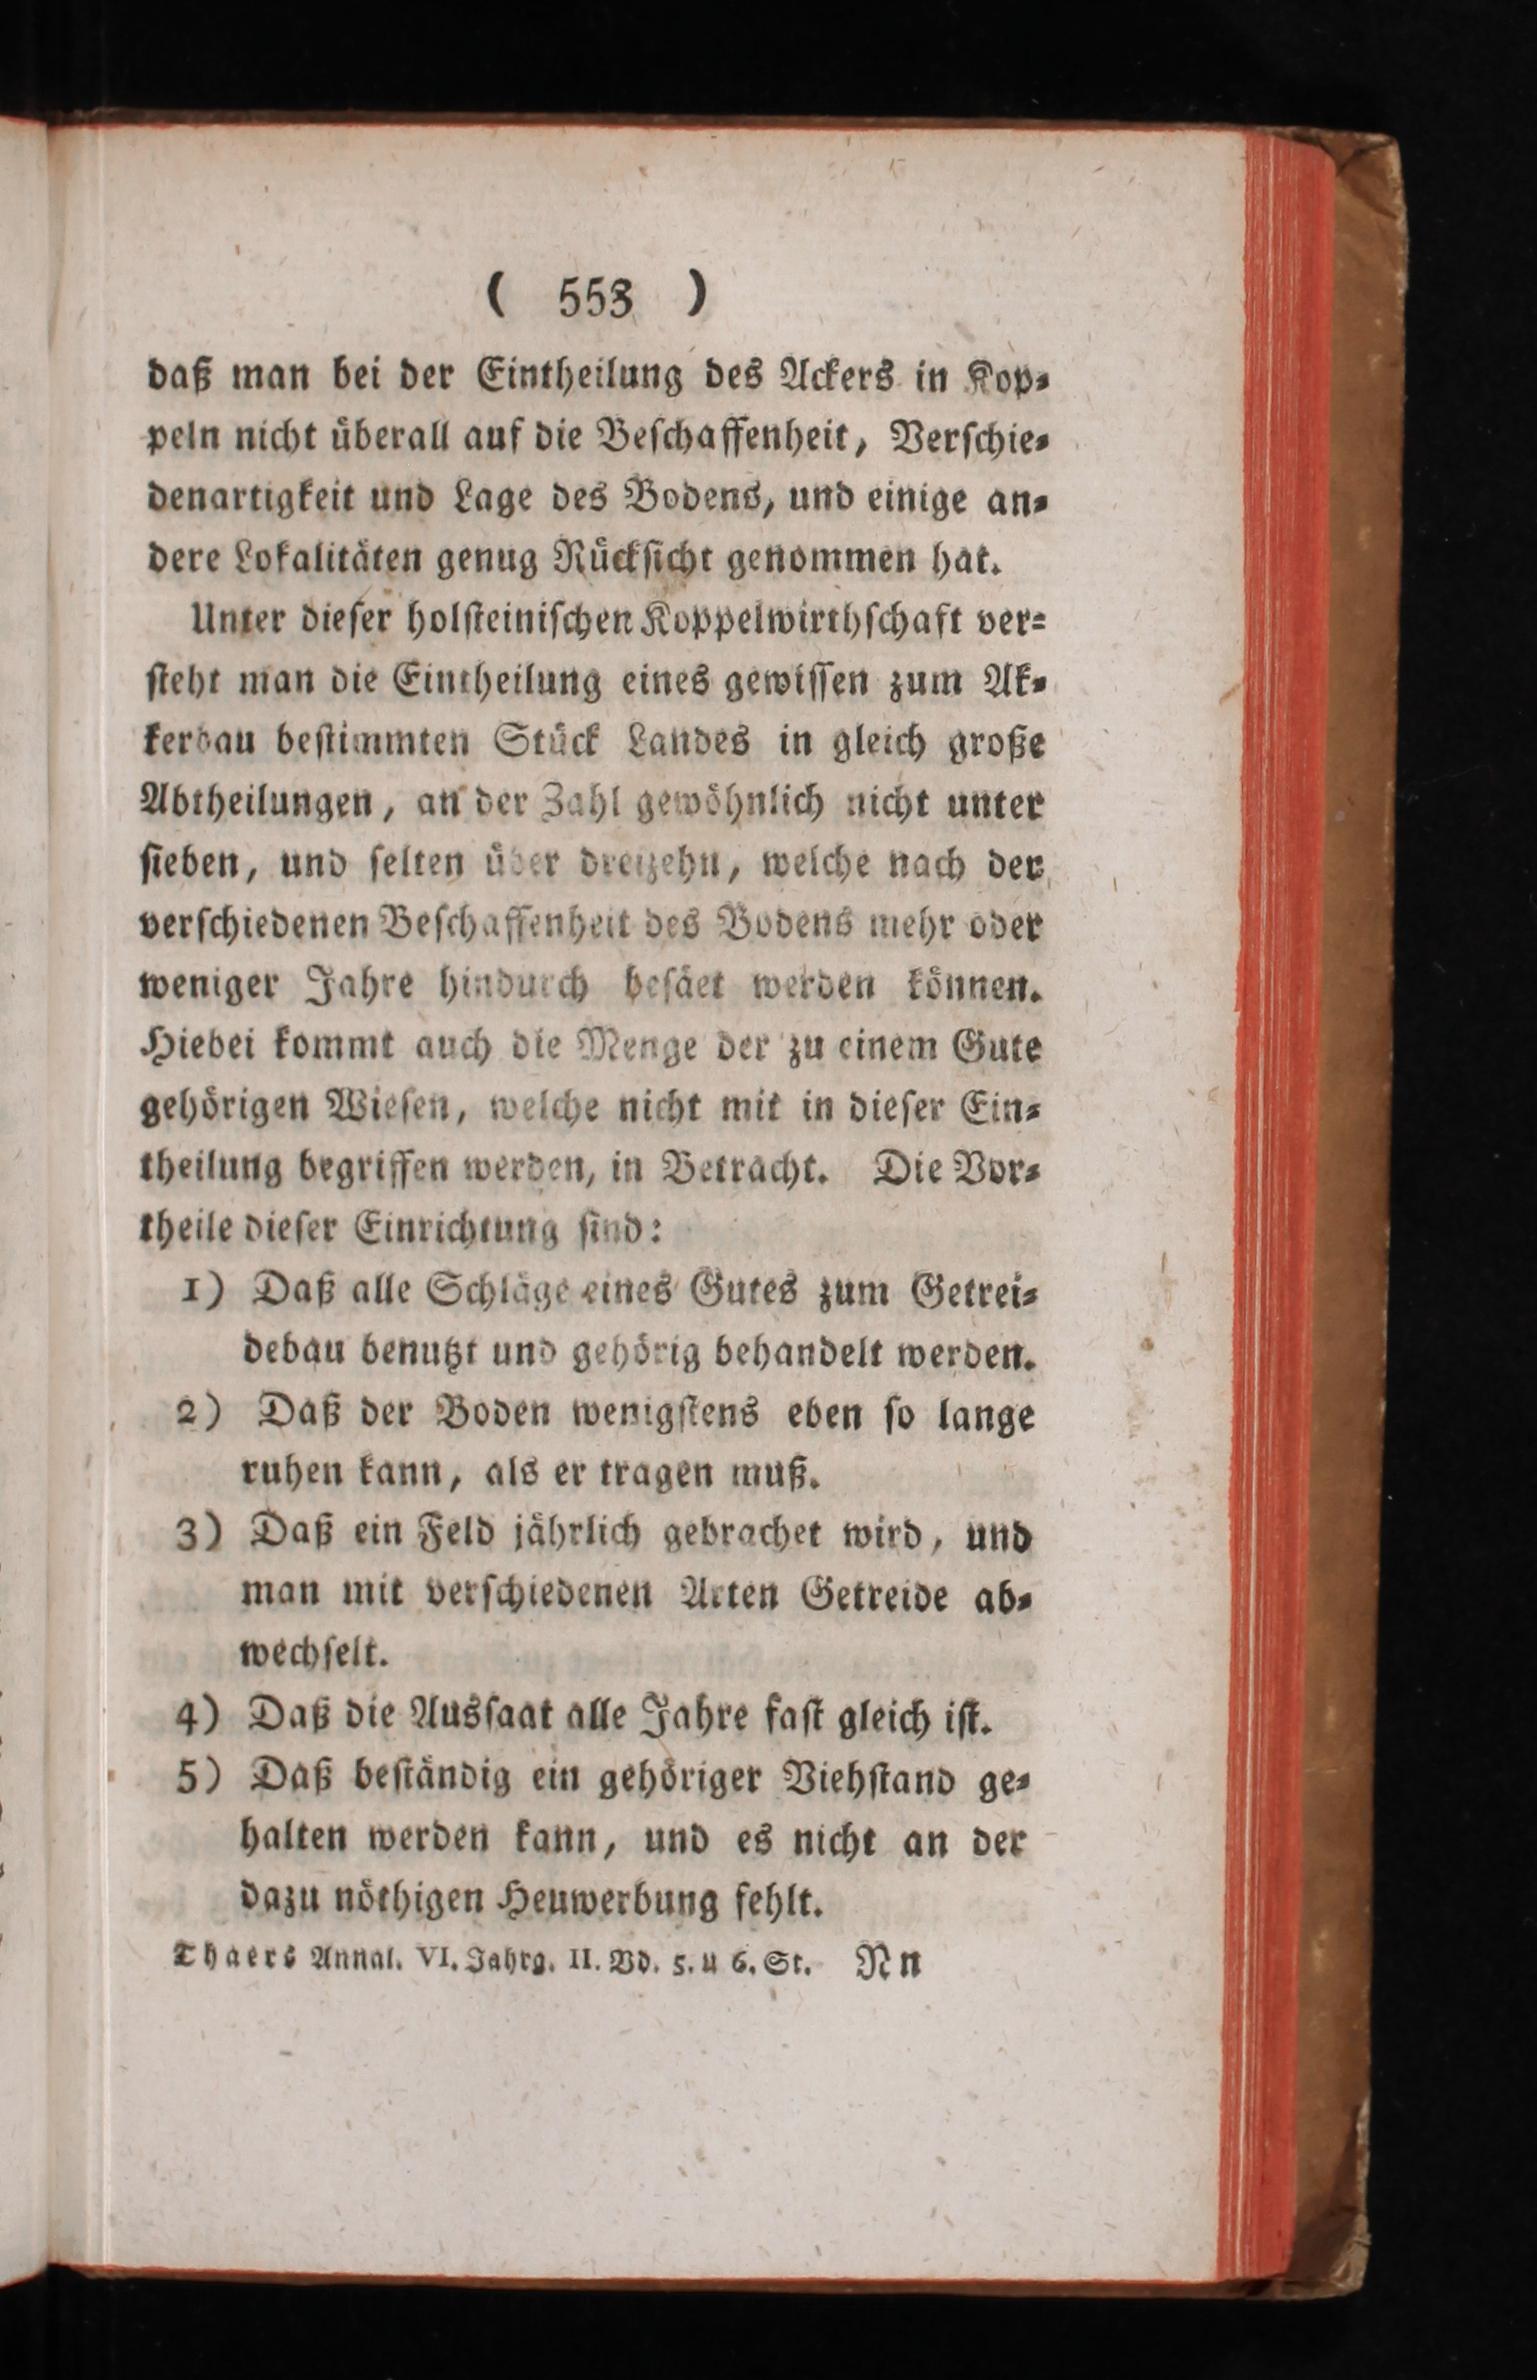 ( 553 )
daß man bei der Eintheilung des Ackers in Kop-
peln nicht überall auf die Beschaffenheit, Verschie-
denartigkeit und Lage des Bodens, und einige an-
dere Lokalitäten genug Rücksicht genommen hat.
Unter dieser holsteinischen Koppelwirthschaft ver-
steht man die Eintheilung eines gewissen zum Ak-
kerbau bestimmten Stück Landes in gleich große
Abtheilungen, an der Zahl gewöhnlich nicht unter
sieben, und selten über dreizehn, welche nach der
verschiedenen Beschaffenheit des Bodens mehr oder
weniger Jahre hindurch besäet werden können.
Hiebei kommt auch die Menge der zu einem Gute
gehörigen Wiesen, welche nicht mit in dieser Ein-
theilung begriffen werden, in Betracht. Die Vor-
theile dieser Einrichtung sind:
1) Daß alle Schläge eines Gutes zum Getrei-
debau benutzt und gehörig behandelt werden.
2) Daß der Boden wenigstens eben so lange
ruhen kann, als er tragen muß.
3) Daß ein Feld jährlich gebrachet wird, und
man mit verschiedenen Arten Getreide ab-
wechselt.
4) Daß die Aussaat alle Jahre fast gleich ist.
5) Daß beständig ein gehöriger Viehstand ge-
halten werden kann, und es nicht an der
dazu nöthigen Heuwerbung fehlt.
Thaers Annal. VI. Jahrg. II. Bd. 5. u 6. St. Nn